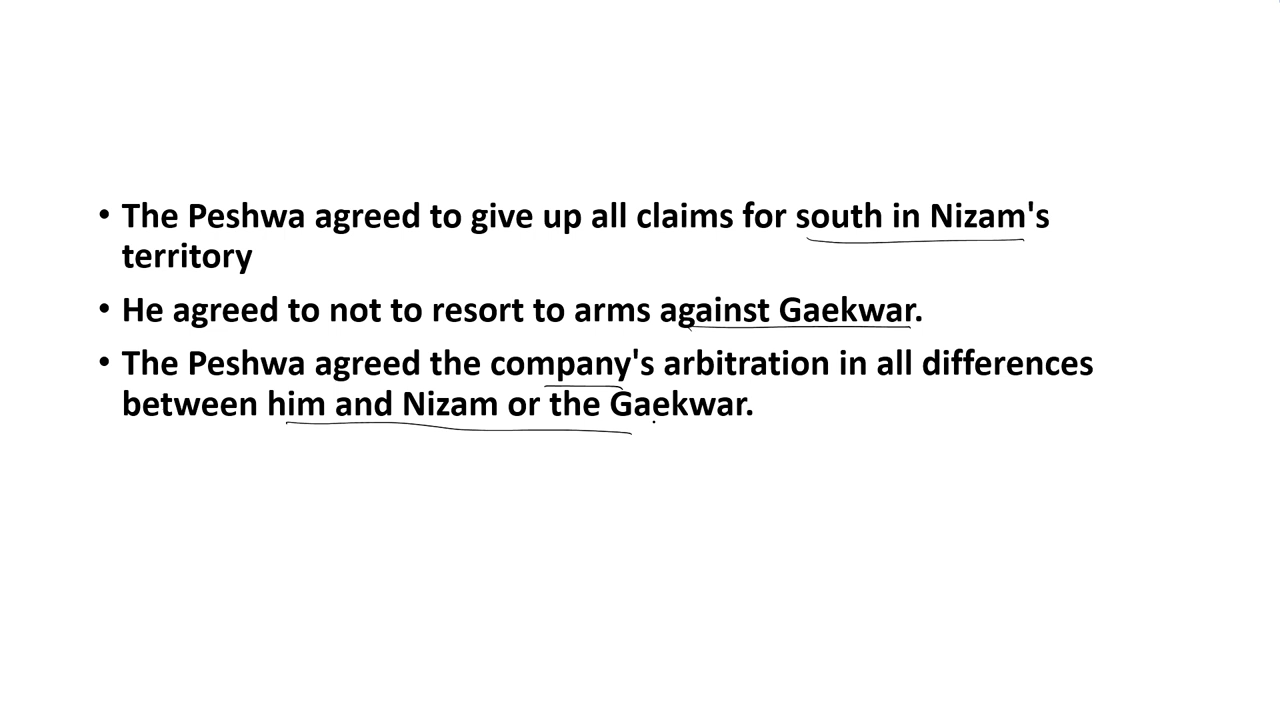 • The Peshwa agreed to give up all claims for south in Nizam's
territory
• He agreed to not to resort to arms against Gaekwar.
• The Peshwa agreed the company's arbitration in all differences
between him and Nizam or the Gaekwar.